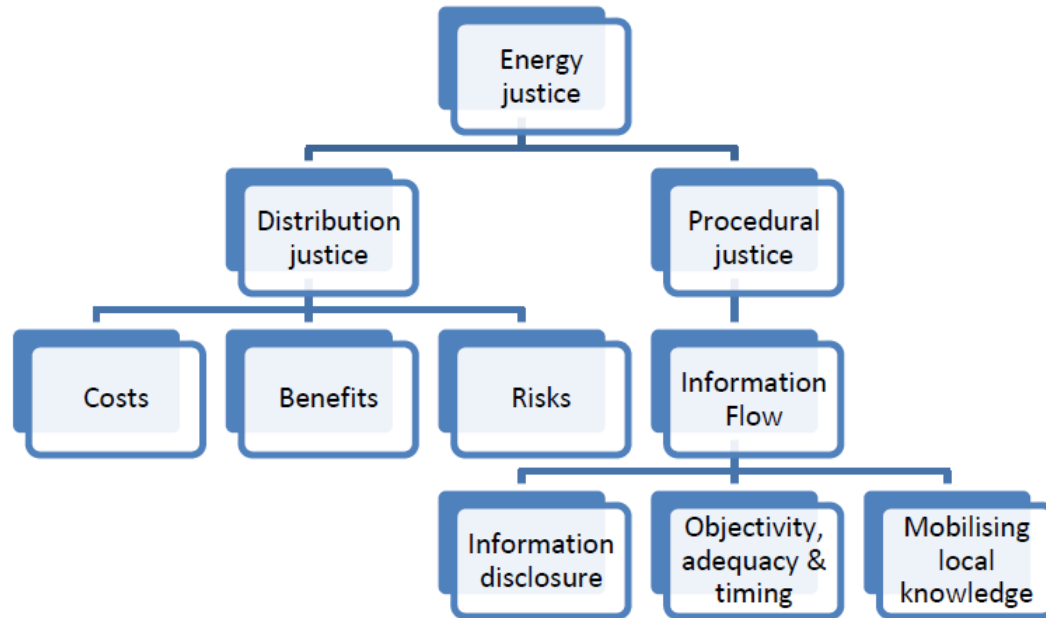 Energy
justice
Distribution
justice
Procedural
justice
Costs
Benefits
Risks
Information
Flow
Information
disclosure
Objectivity,
adequacy &
timing
Mobilising
local
knowledge